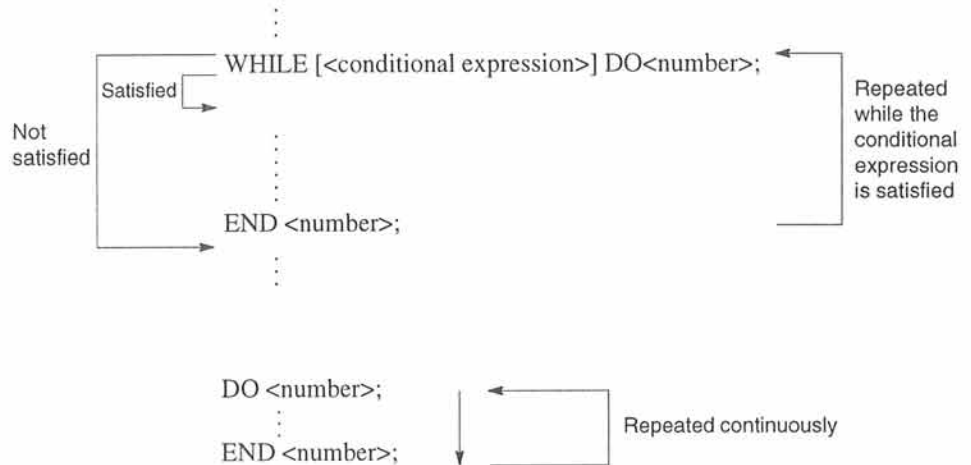 WHILE [<conditional expression>] DO<number>;
Satisfied
Not
satisfied
Repeated
while the
conditional
expression
is satisfied
END <number>;
DO <number>;
Repeated continuously
END <number>;